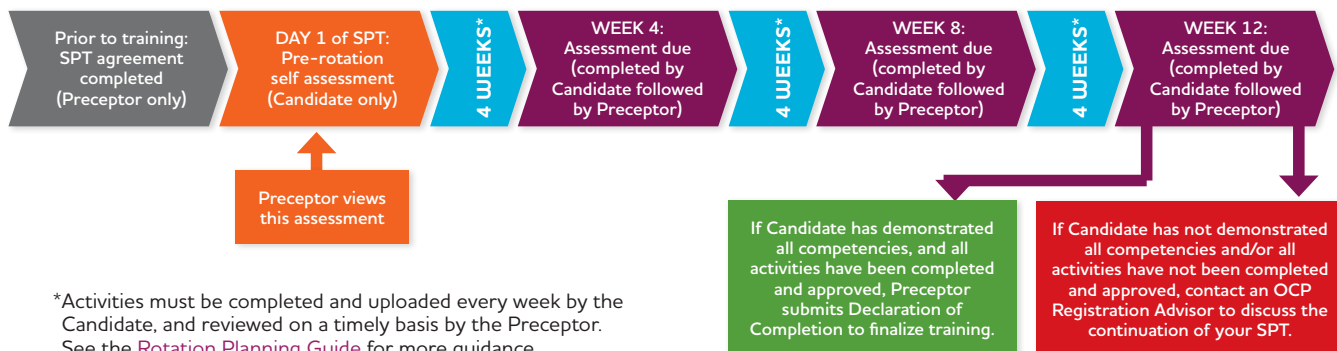 Prior to training:
SPT agreement
completed
(Preceptor only)
DAY 1 of SPT:
Pre-rotation
self assessment
(Candidate only)
4 WEEKS*
WEEK 4:
Assessment due
(completed by
Candidate followed
by Preceptor)
4 WEEKS*
WEEK 8:
Assessment due
(completed by
Candidate followed
by Preceptor)
4 WEEKS*
WEEK 12:
Assessment due
(completed by
Candidate followed
by Preceptor)
Preceptor views
this assessment
If Candidate has demonstrated
all competencies, and all
activities have been completed
and approved, Preceptor
submits Declaration of
Completion to finalize training.
If Candidate has not demonstrated
all competencies and/or all
activities have not been completed
and approved, contact an OCP
Registration Advisor to discuss the
continuation of your SPT.
*Activities must be completed and uploaded every week by the
Candidate, and reviewed on a timely basis by the Preceptor.
See the Rotation Planning Guide for more guidance